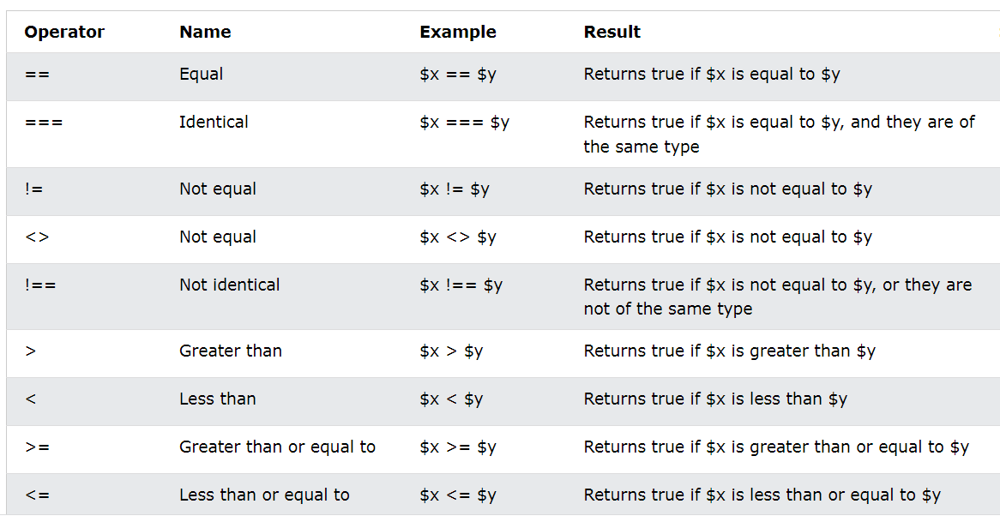 Operator Name Example Result
== Equal $x == $y Returns true if $x is equal to $y
=== Identical $x === $y Returns true if $x is equal to $y, and they are of
the same type
!= Not equal $x != $y Returns true if $x is not equal to $y
<> Not equal $x <> $y Returns true if $x is not equal to $y
!== Not identical $x !== $y Returns true if $x is not equal to $y, or they are
not of the same type
> Greater than $x > $y Returns true if $x is greater than $y
< Less than $x < $y Returns true if $x is less than $y
>= Greater than or equal to $x >= $y Returns true if $x is greater than or equal to $y
<= Less than or equal to $x <= $y Returns true if $x is less than or equal to $y